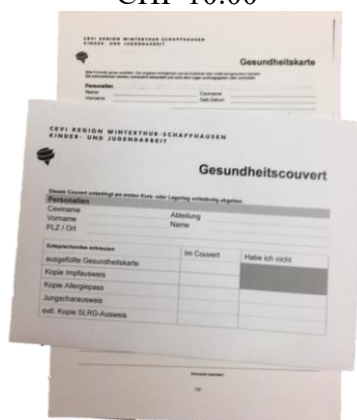 CHF 10.00
CEVI REGION WINTERTHUR-SCHAFFHAUSEN
KINDER- UND JUGENDARBEIT
Gesundheitskarte
Personalien
Name Ceviname
Vorname Geb.Datum
CEVI REGION WINTERTHUR-SCHAFFHAUSEN
KINDER- UND JUGENDARBEIT
Gesundheitscouvert
Dieses Couvert unbedingt am ersten Kurs- oder Lagertag vollständig abgeben.
Personalien
Ceviname Abteilung
Vorname Name
PLZ / Ort
Entsprechendes ankreuzen Im Couvert Habe ich nicht
ausgefüllte Gesundheitskarte
Kopie Impfausweis
Kopie Allergiepass
Jungscharausweis
evtl. Kopie SLRG-Ausweis